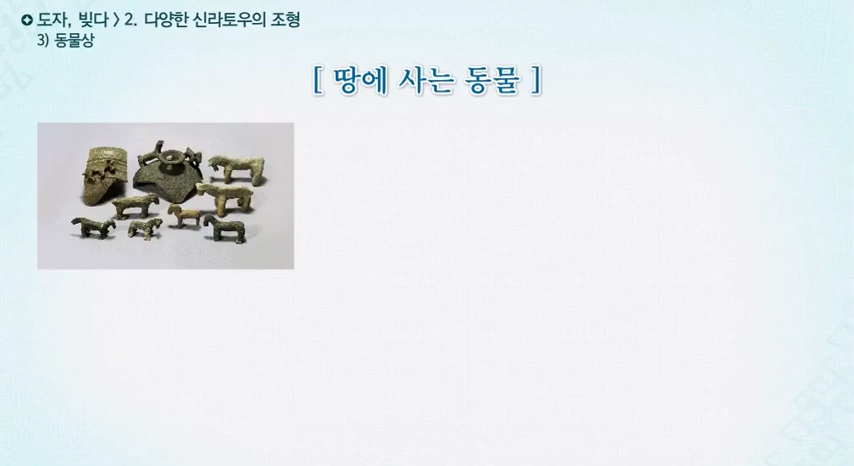 도자, 빚다 > 2. 다양한 신라토우의 조형
3) 동물상
[ 땅에 사는 동물 ]